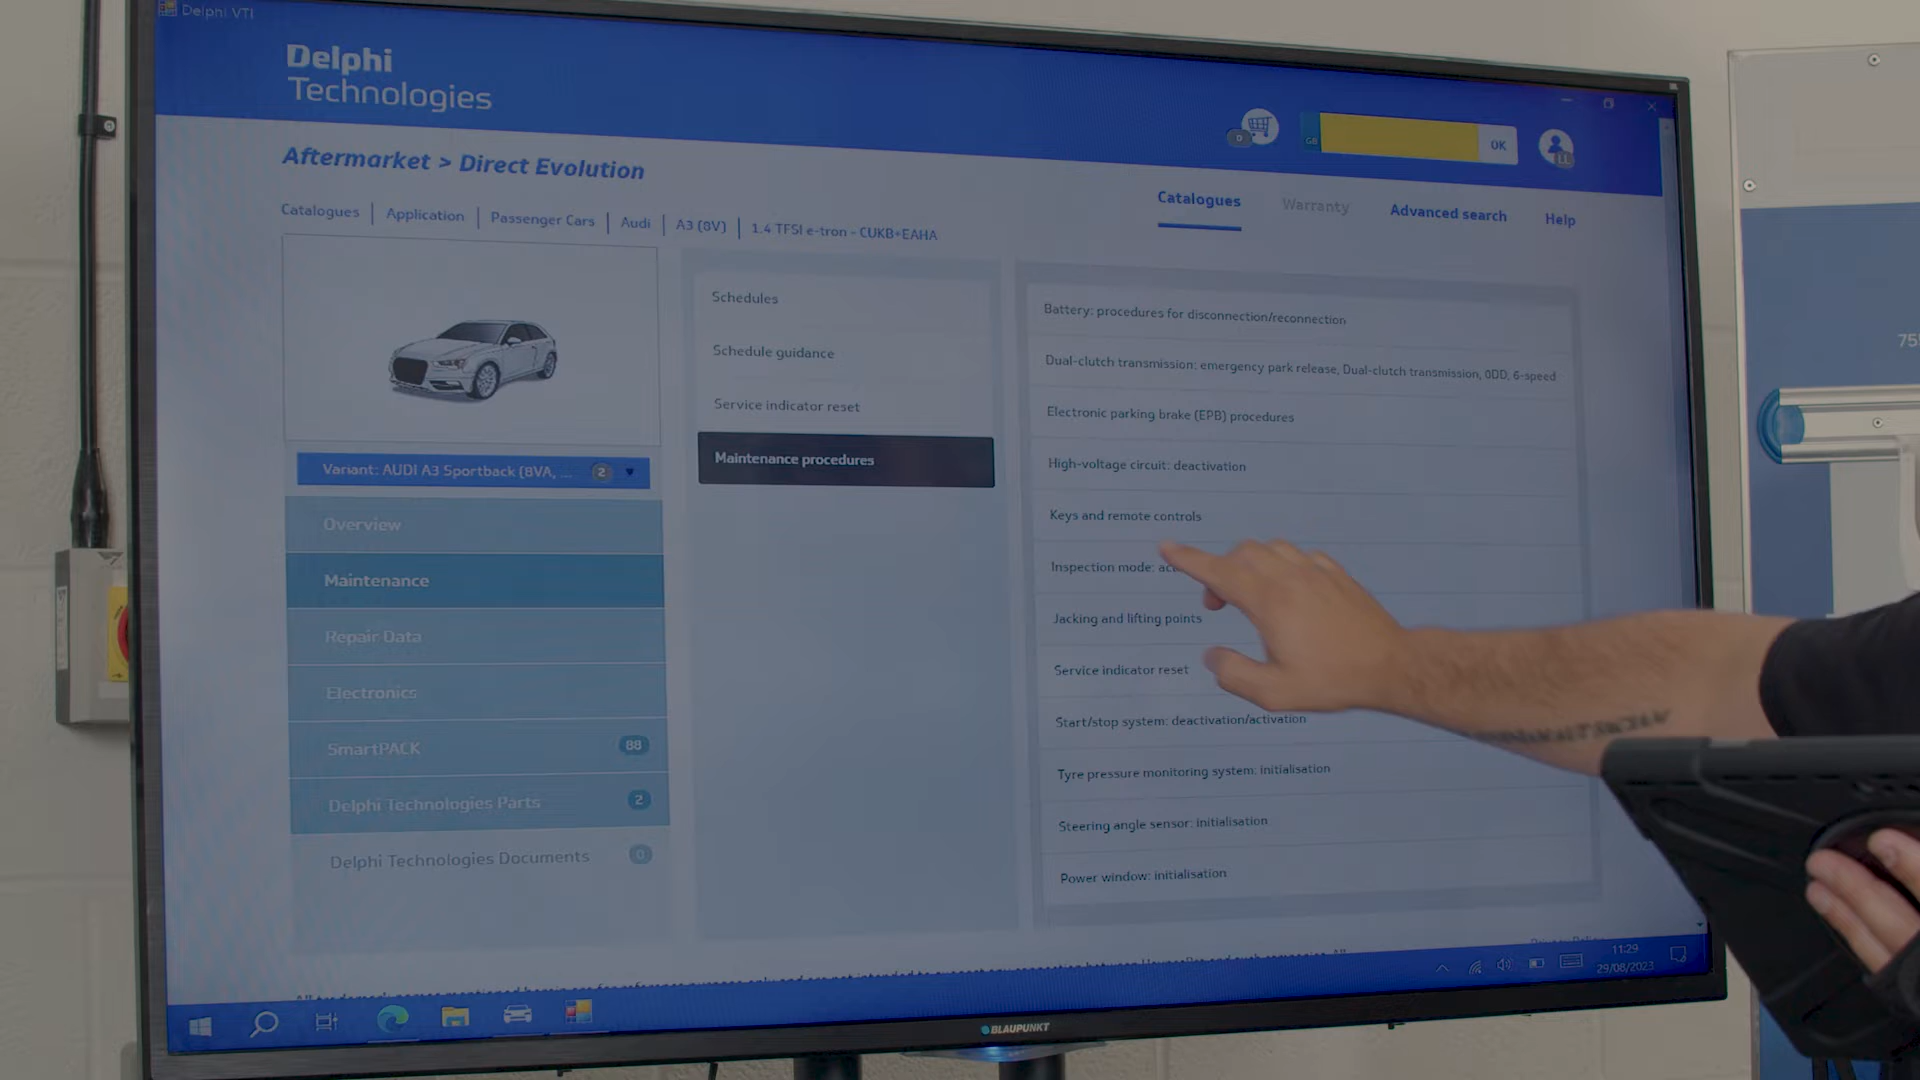 Delphi VTI
Delphi
Technologies
0
GB
OK
LL
Aftermarket > Direct Evolution
Catalogues
Warranty
Advanced search
Help
Catalogues | Application | Passenger Cars | Audi | A3 (8V) | 1.4 TFSI e-tron - CUKB+EAHA
Variant: AUDI A3 Sportback (8VA, ... 2
Overview
Maintenance
Repair Data
Electronics
SmartPACK 88
Delphi Technologies Parts 2
Delphi Technologies Documents 0
Schedules
Schedule guidance
Service indicator reset
Maintenance procedures
Battery: procedures for disconnection/reconnection
Dual-clutch transmission: emergency park release, Dual-clutch transmission, 0DD, 6-speed
Electronic parking brake (EPB) procedures
High-voltage circuit: deactivation
Keys and remote controls
Inspection mode:
Jacking and lifting points
Service indicator reset
Start/stop system: deactivation/activation
Tyre pressure monitoring system: initialisation
Steering angle sensor: initialisation
Power window: initialisation
11:29
29/08/2023
BLAUPUNKT